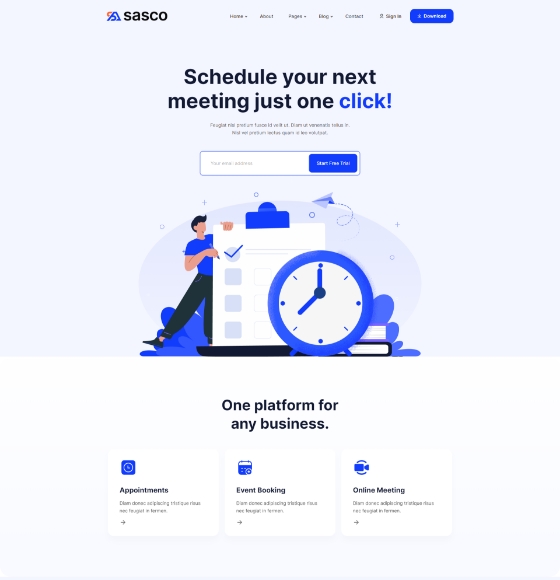 sasco
Home
About
Pages
Blog
Contact
Sign In
Download
Schedule your next
meeting just one click!
Feugiat nisl pretium fusce id velit ut. Diam ut venenatis tellus in.
Nisl vel pretium lectus quam id leo volutpat.
Your email address
Start Free Trial
One platform for
any business.
Appointments
Diam donec adipiscing tristique risus
nec feugiat in fermen.
Event Booking
Diam donec adipiscing tristique risus
nec feugiat in fermen.
Online Meeting
Diam donec adipiscing tristique risus
nec feugiat in fermen.